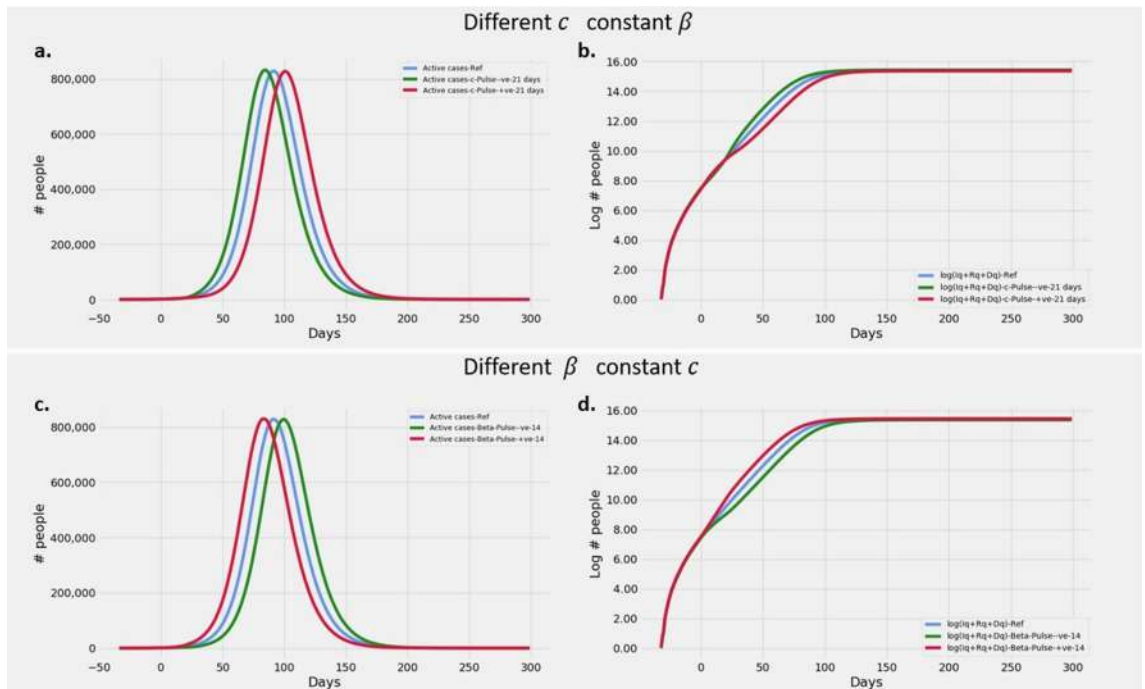 Different c constant β
a.
Active cases-Ref
Active cases-c-Pulse--ve-21 days
Active cases-c-Pulse-+ve-21 days
800,000
600,000
400,000
200,000
0
# people
−50 0 50 100 150 200 250 300
Days
b.
16.00
14.00
12.00
10.00
8.00
6.00
4.00
2.00
0.00
Log # people
log(Iq+Rq+Dq)-Ref
log(Iq+Rq+Dq)-c-Pulse--ve-21 days
log(Iq+Rq+Dq)-c-Pulse-+ve-21 days
0 50 100 150 200 250 300
Days
Different β constant c
c.
Active cases-Ref
Active cases-Beta-Pulse--ve-14
Active cases-Beta-Pulse-+ve-14
800,000
600,000
400,000
200,000
0
# people
−50 0 50 100 150 200 250 300
Days
d.
16.00
14.00
12.00
10.00
8.00
6.00
4.00
2.00
0.00
Log # people
log(Iq+Rq+Dq)-Ref
log(Iq+Rq+Dq)-Beta-Pulse--ve-14
log(Iq+Rq+Dq)-Beta-Pulse-+ve-14
0 50 100 150 200 250 300
Days